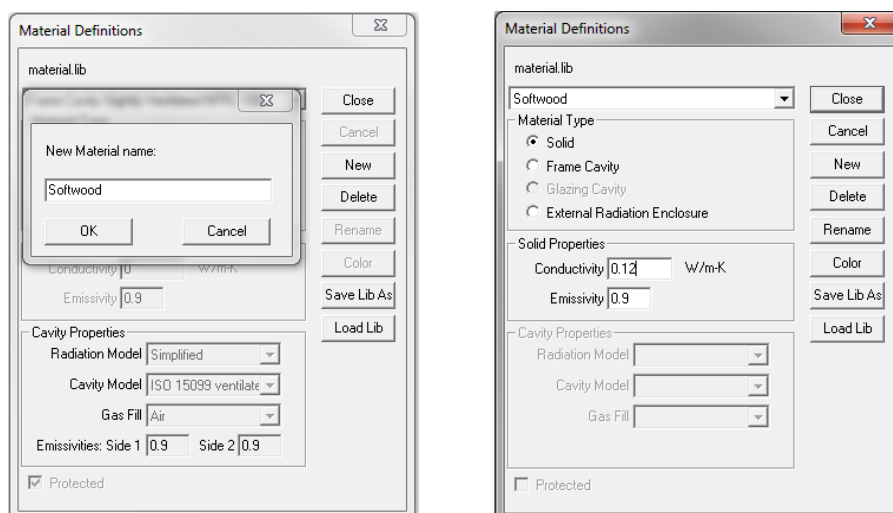 Material Definitions
material.lib
New Material name:
Softwood
OK Cancel
Close
Cancel
New
Delete
Rename
Color
Save Lib As
Load Lib
Conductivity 0 W/m-K
Emissivity 0.9
Cavity Properties
Radiation Model Simplified
Cavity Model ISO 15099 ventilate
Gas Fill Air
Emissivities: Side 1 0.9 Side 2 0.9
Protected
Material Definitions
material.lib
Softwood
Material Type
Solid
Frame Cavity
Glazing Cavity
External Radiation Enclosure
Solid Properties
Conductivity 0.12 W/m-K
Emissivity 0.9
Cavity Properties
Radiation Model
Cavity Model
Gas Fill
Protected
Close
Cancel
New
Delete
Rename
Color
Save Lib As
Load Lib